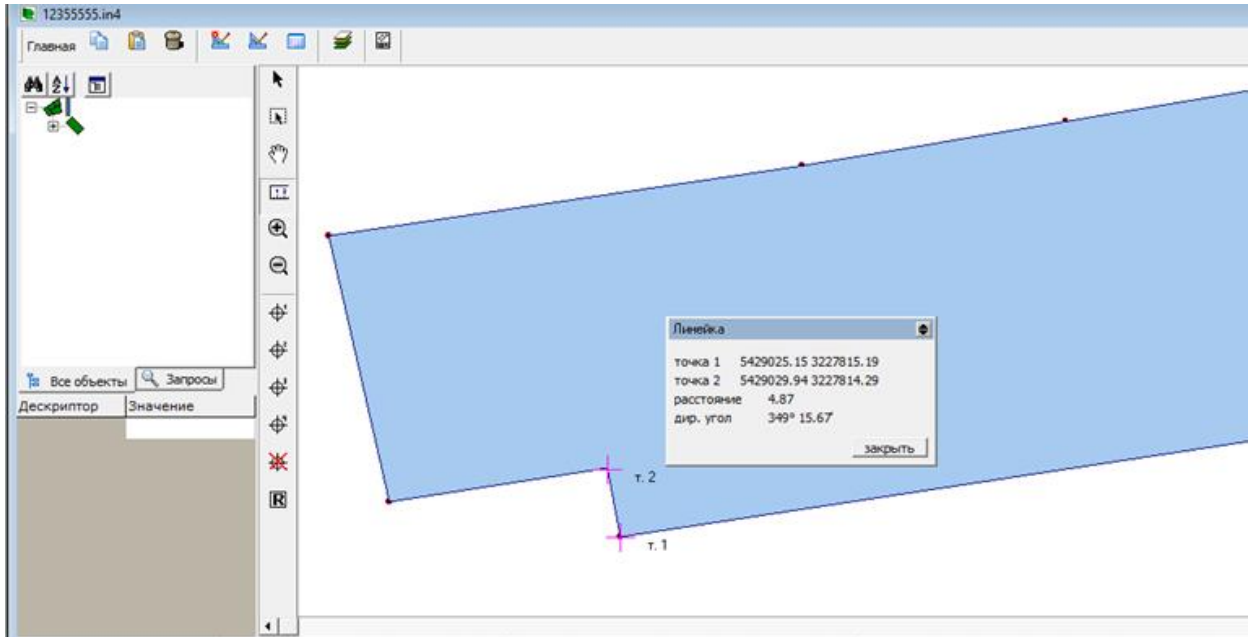 12355555.in4
Главная
Все объекты Запросы
Дескриптор Значение
Линейка
точка 1 5429025.15 3227815.19
точка 2 5429029.94 3227814.29
расстояние 4.87
дир. угол 349° 15.67'
закрыть
т. 2
т. 1